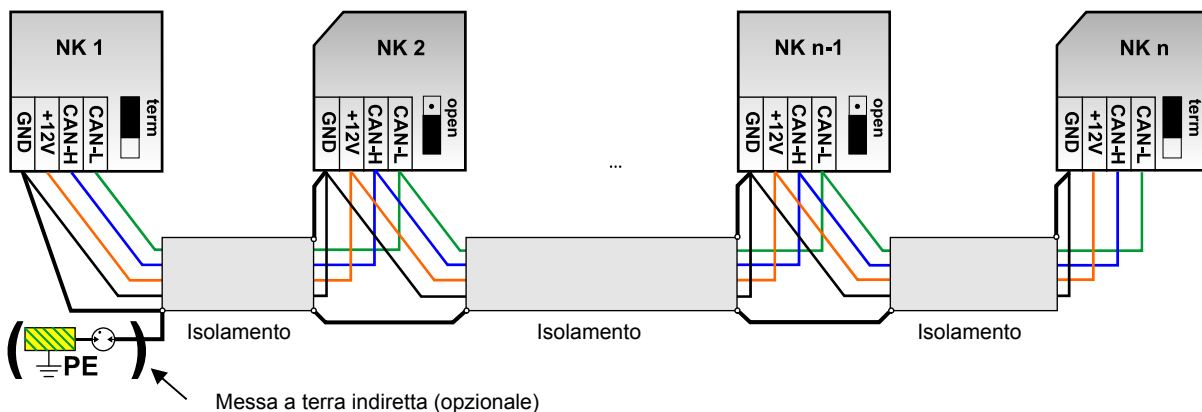 NK 1
NK 2
NK n-1
NK n
GND
+12V
CAN-H
CAN-L
term
GND
+12V
CAN-H
CAN-L
open
GND
+12V
CAN-H
CAN-L
open
GND
+12V
CAN-H
CAN-L
term
...
Isolamento
Isolamento
Isolamento
( PE )
Messa a terra indiretta (opzionale)